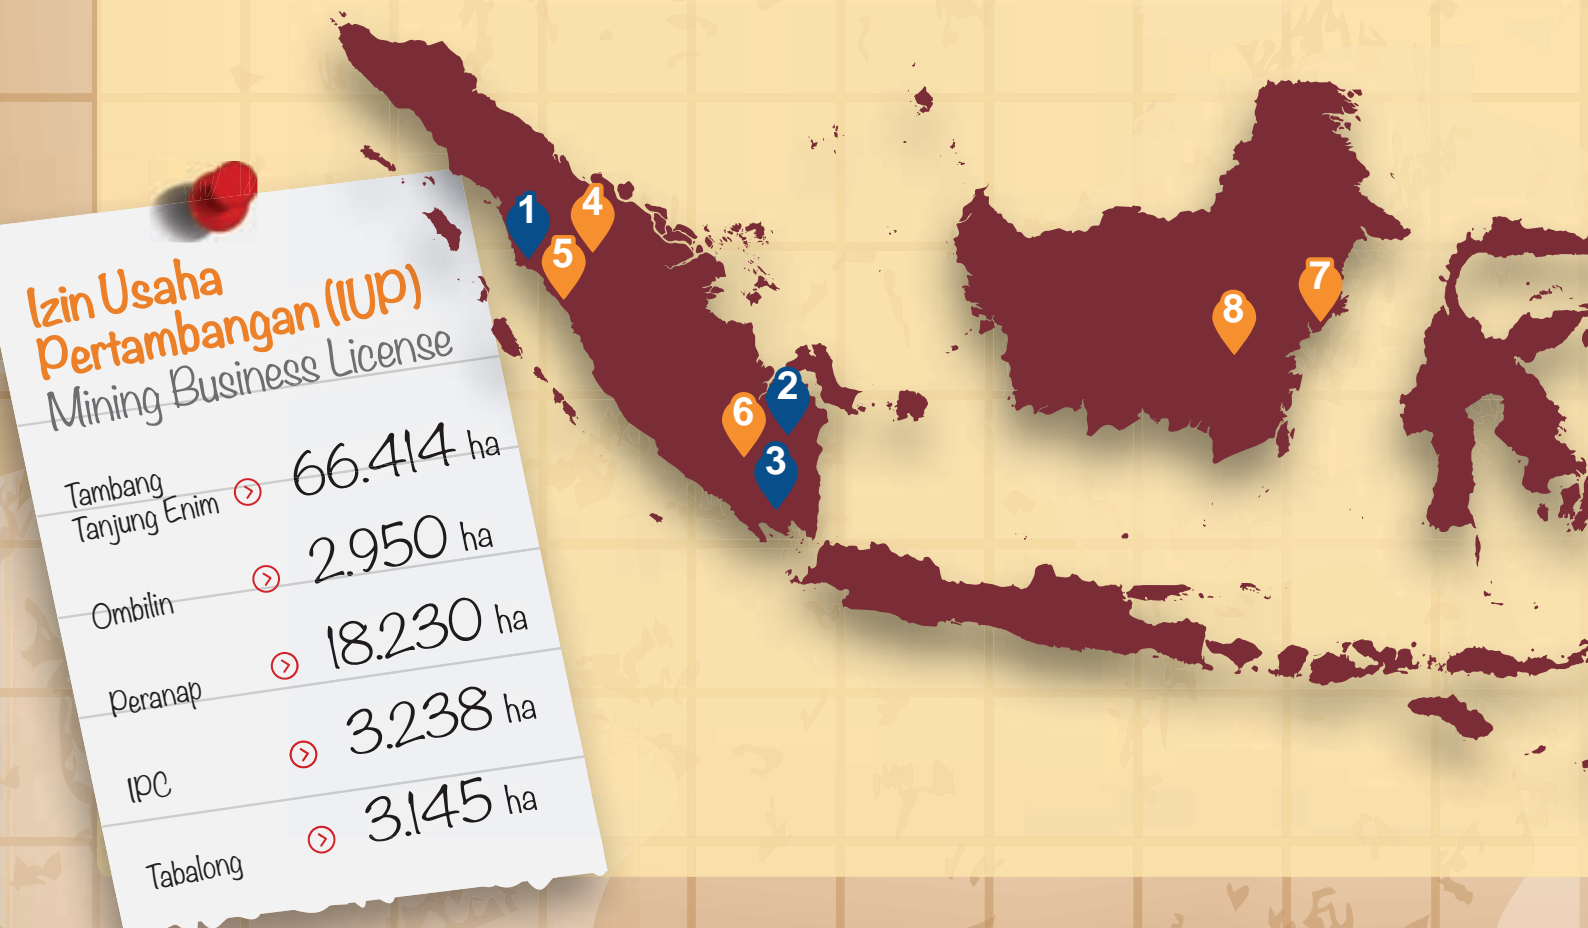 Izin Usaha
Pertambangan (IUP)
Mining Business License
Tambang
Tanjung Enim
66.414 ha
Ombilin
2.950 ha
Peranap
18.230 ha
IPC
3.238 ha
Tabalong
3.145 ha
1
4
5
2
6
3
7
8